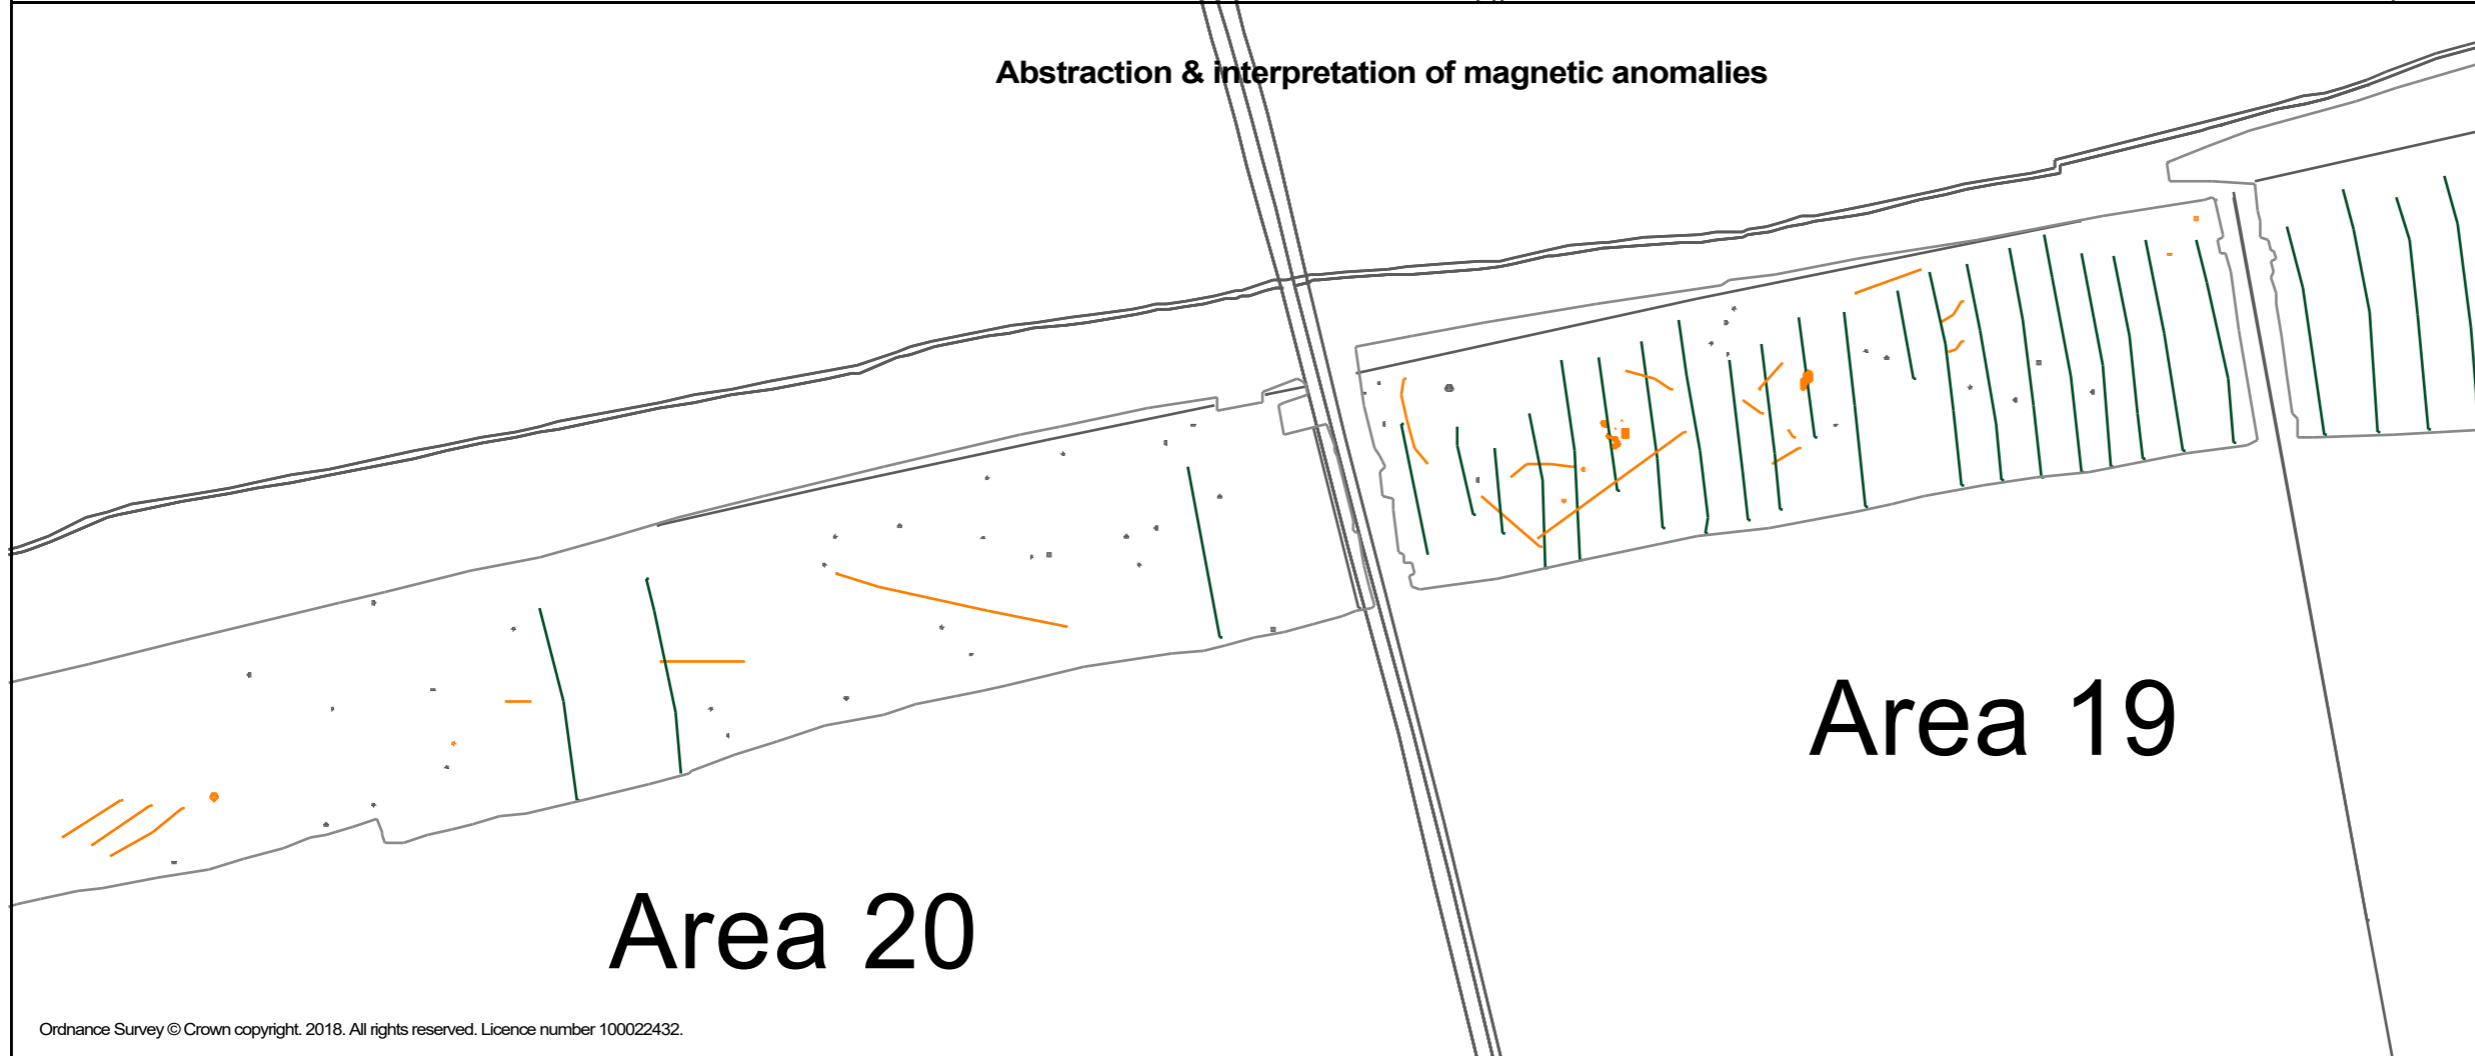 Abstraction & interpretation of magnetic anomalies
Area 19
Area 20
Ordnance Survey © Crown copyright. 2018. All rights reserved. Licence number 100022432.